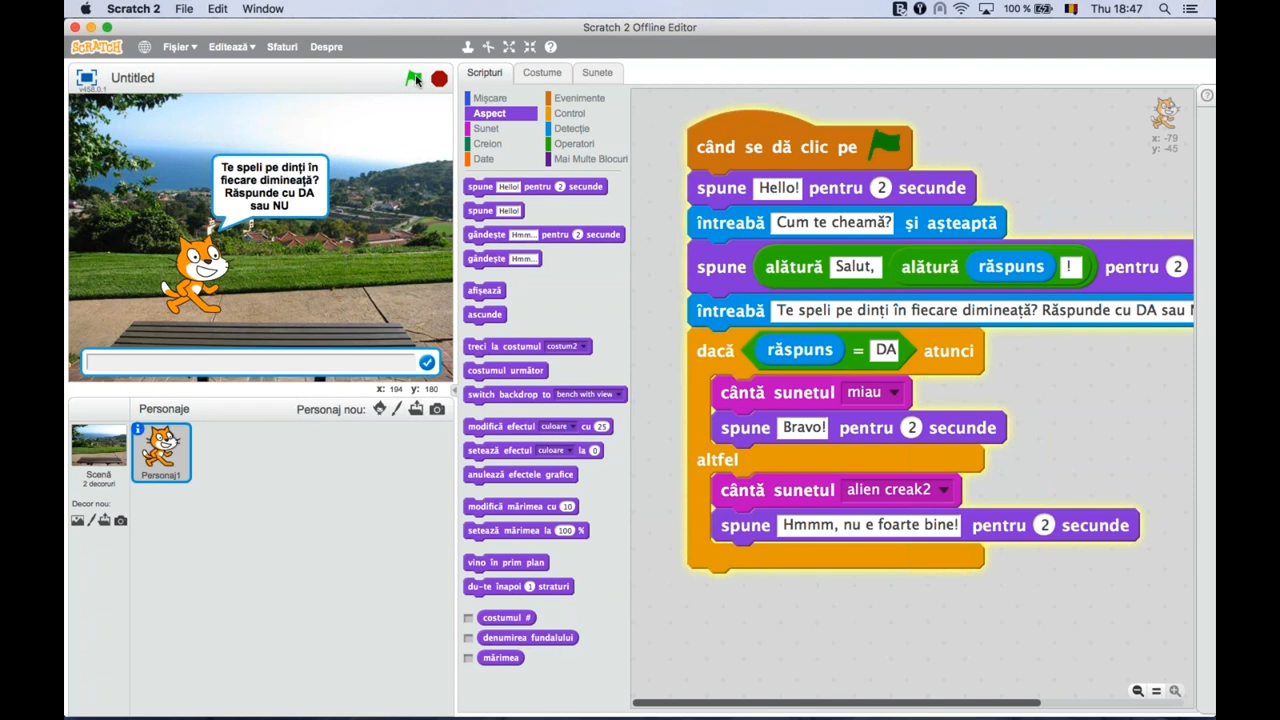 Scratch 2 File Edit Window
100 % Thu 18:47
Scratch 2 Offline Editor
SCRATCH Fișier Editează Sfaturi Despre
Untitled
v458.0.1
Te speli pe dinți în
fiecare dimineață?
Răspunde cu DA
sau NU
x: 194 y: 180
Personaje Personaj nou:
Scenă
2 decoruri
Personaj1
Decor nou:
Scripturi Costume Sunete
Mișcare Evenimente
Aspect Control
Sunet Detecție
Creion Operatori
Date Mai Multe Blocuri
spune Hello! pentru 2 secunde
spune Hello!
gândește Hmm... pentru 2 secunde
gândește Hmm...
afișează
ascunde
treci la costumul costum2
costumul următor
switch backdrop to bench with view
modifică efectul culoare cu 25
setează efectul culoare la 0
anulează efectele grafice
modifică mărimea cu 10
setează mărimea la 100 %
vino în prim plan
du-te înapoi 1 straturi
costumul #
denumirea fundalului
mărimea
când se dă clic pe
spune Hello! pentru 2 secunde
întreabă Cum te cheamă? și așteaptă
spune alătură Salut, alătură răspuns ! pentru 2
întreabă Te speli pe dinți în fiecare dimineață? Răspunde cu DA sau
dacă răspuns = DA atunci
cântă sunetul miau
spune Bravo! pentru 2 secunde
altfel
cântă sunetul alien creak2
spune Hmmm, nu e foarte bine! pentru 2 secunde
x: -79
y: -45